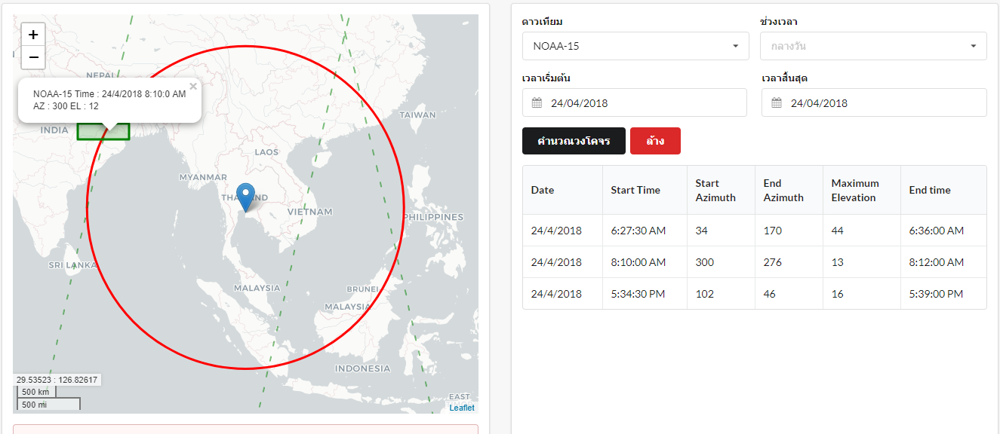 +
−
NEPAL
NOAA-15 Time : 24/4/2018 8:10:0 AM
AZ : 300 EL : 12
×
INDIA
TAIWAN
LAOS
MYANMAR
THAILAND
VIETNAM
PHILIPPINES
SRI LANKA
MALAYSIA
BRUNEI
MALAYSIA
INDONESIA
EAST
29.53523 : 126.82617
500 km
500 mi
Leaflet
ดาวเทียม
ช่วงเวลา
NOAA-15
กลางวัน
เวลาเริ่มต้น
เวลาสิ้นสุด
24/04/2018
24/04/2018
คำนวณวงโคจร
ล้าง
Date Start Time Start Azimuth End Azimuth Maximum Elevation End time
24/4/2018 6:27:30 AM 34 170 44 6:36:00 AM
24/4/2018 8:10:00 AM 300 276 13 8:12:00 AM
24/4/2018 5:34:30 PM 102 46 16 5:39:00 PM